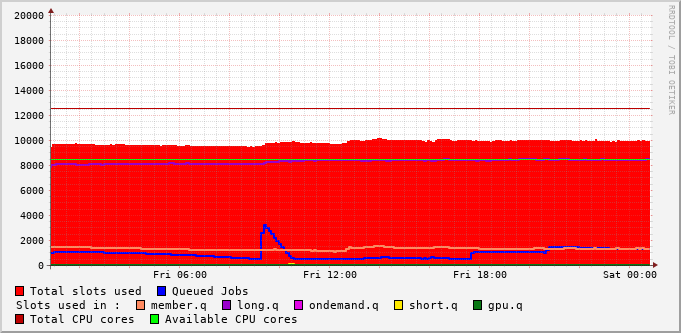 RRDTOOL / TOBI OETIKER
20000
18000
16000
14000
12000
10000
8000
6000
4000
2000
0
Fri 06:00 Fri 12:00 Fri 18:00 Sat 00:00
Total slots used Queued Jobs
Slots used in : member.q long.q ondemand.q short.q gpu.q
Total CPU cores Available CPU cores